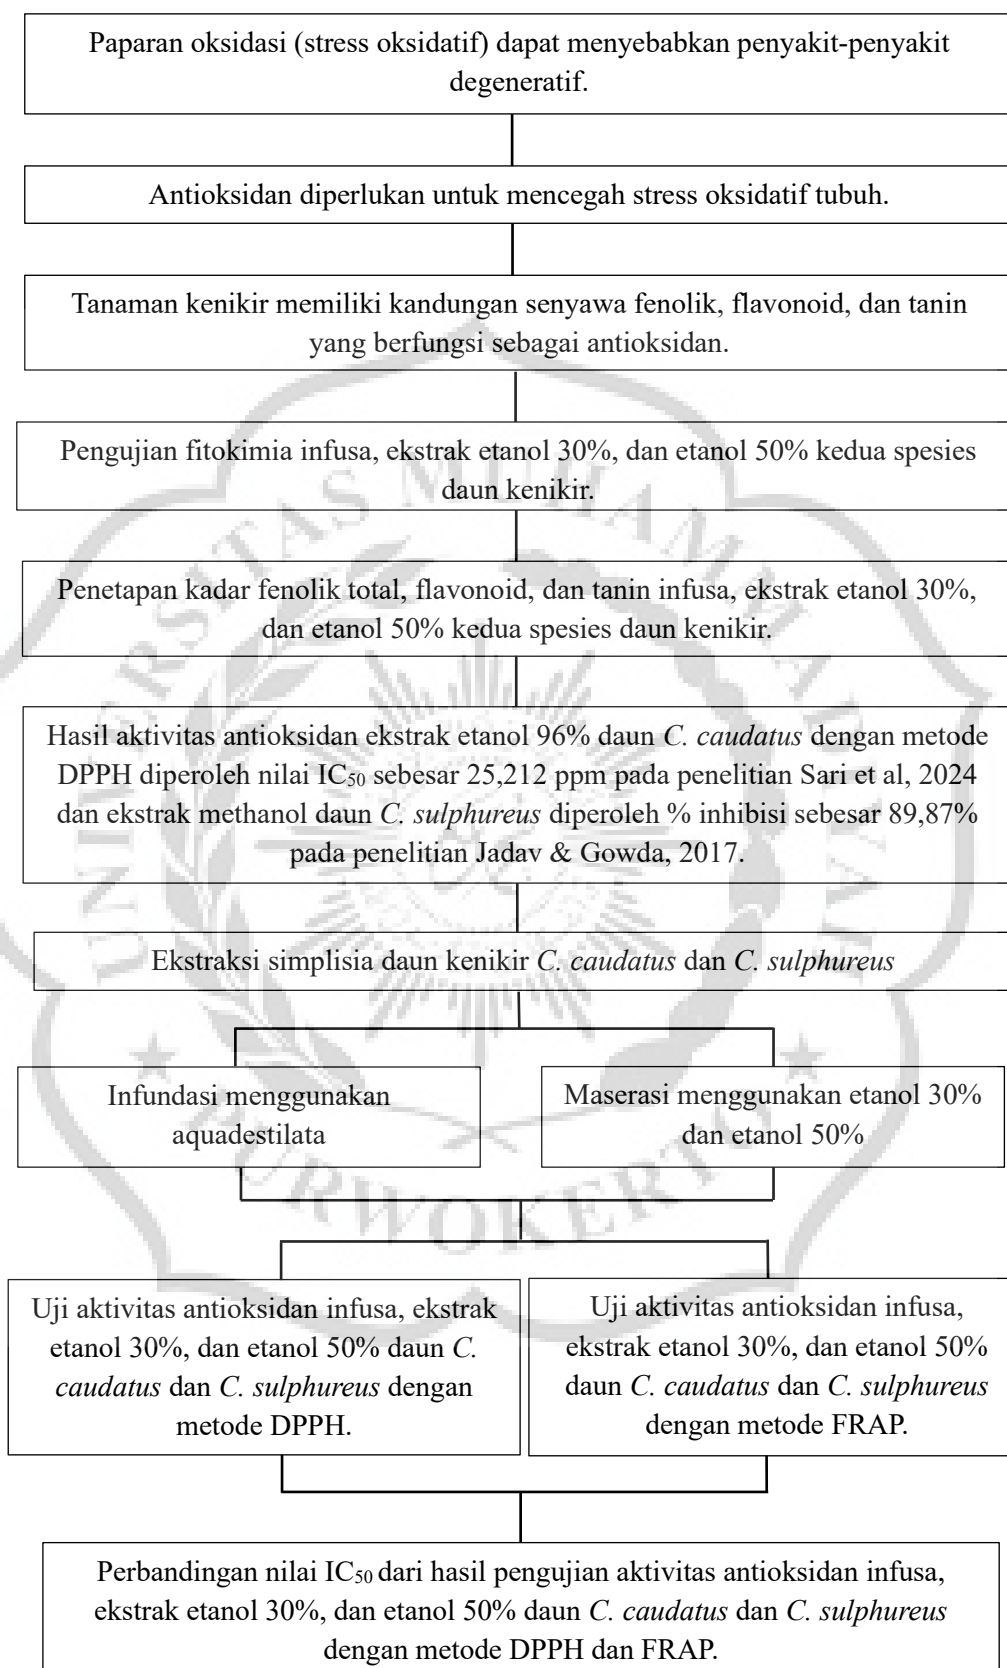 Paparan oksidasi (stress oksidatif) dapat menyebabkan penyakit-penyakit
degeneratif.
Antioksidan diperlukan untuk mencegah stress oksidatif tubuh.
Tanaman kenikir memiliki kandungan senyawa fenolik, flavonoid, dan tanin
yang berfungsi sebagai antioksidan.
Pengujian fitokimia infusa, ekstrak etanol 30%, dan etanol 50% kedua spesies
daun kenikir.
Penetapan kadar fenolik total, flavonoid, dan tanin infusa, ekstrak etanol 30%,
dan etanol 50% kedua spesies daun kenikir.
Hasil aktivitas antioksidan ekstrak etanol 96% daun C. caudatus dengan metode
DPPH diperoleh nilai IC₅₀ sebesar 25,212 ppm pada penelitian Sari et al, 2024
dan ekstrak methanol daun C. sulphureus diperoleh % inhibisi sebesar 89,87%
pada penelitian Jadav & Gowda, 2017.
Ekstraksi simplisia daun kenikir C. caudatus dan C. sulphureus
Infundasi menggunakan
aquadestilata
Maserasi menggunakan etanol 30%
dan etanol 50%
Uji aktivitas antioksidan infusa, ekstrak
etanol 30%, dan etanol 50% daun C.
caudatus dan C. sulphureus dengan
metode DPPH.
Uji aktivitas antioksidan infusa,
ekstrak etanol 30%, dan etanol 50%
daun C. caudatus dan C. sulphureus
dengan metode FRAP.
Perbandingan nilai IC₅₀ dari hasil pengujian aktivitas antioksidan infusa,
ekstrak etanol 30%, dan etanol 50% daun C. caudatus dan C. sulphureus
dengan metode DPPH dan FRAP.
UNIVERSITAS MUHAMMADIYAH
PURWOKERTO